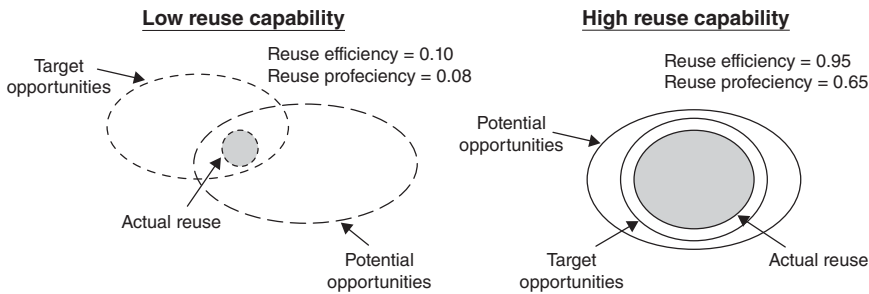 Low reuse capability
Reuse efficiency = 0.10
Reuse profeciency = 0.08
Target
opportunities
Actual reuse
Potential
opportunities
High reuse capability
Reuse efficiency = 0.95
Reuse profeciency = 0.65
Potential
opportunities
Target
opportunities
Actual reuse